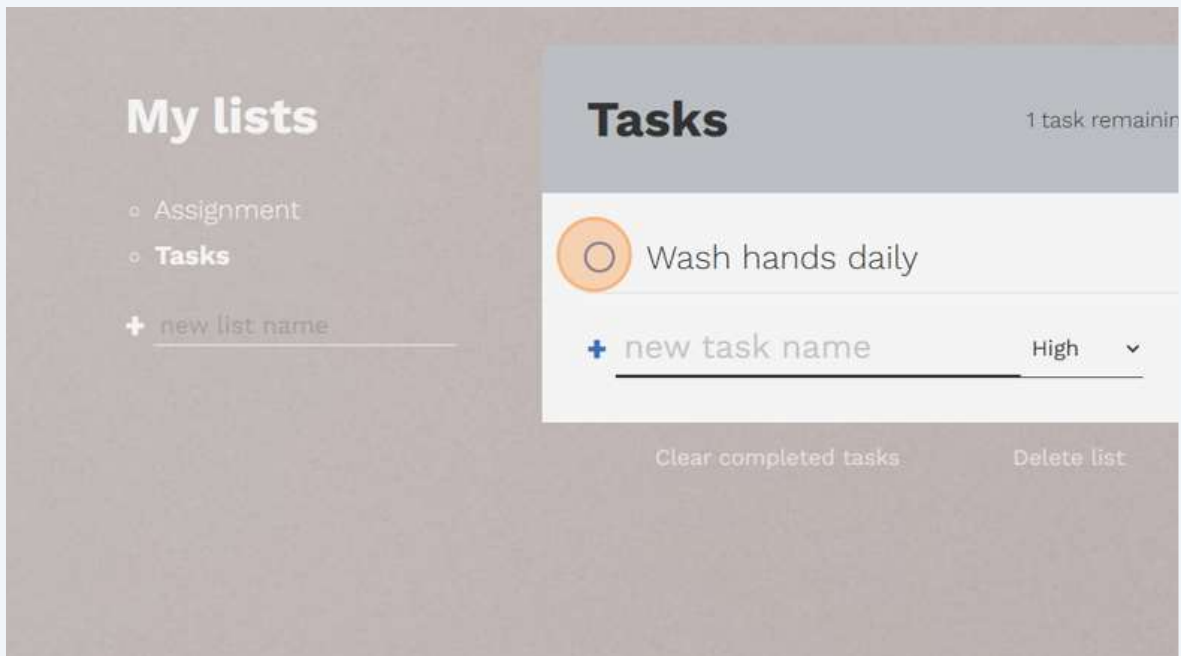 My lists
Assignment
Tasks
new list name
Tasks
1 task remainin
Wash hands daily
new task name
High
Clear completed tasks
Delete list